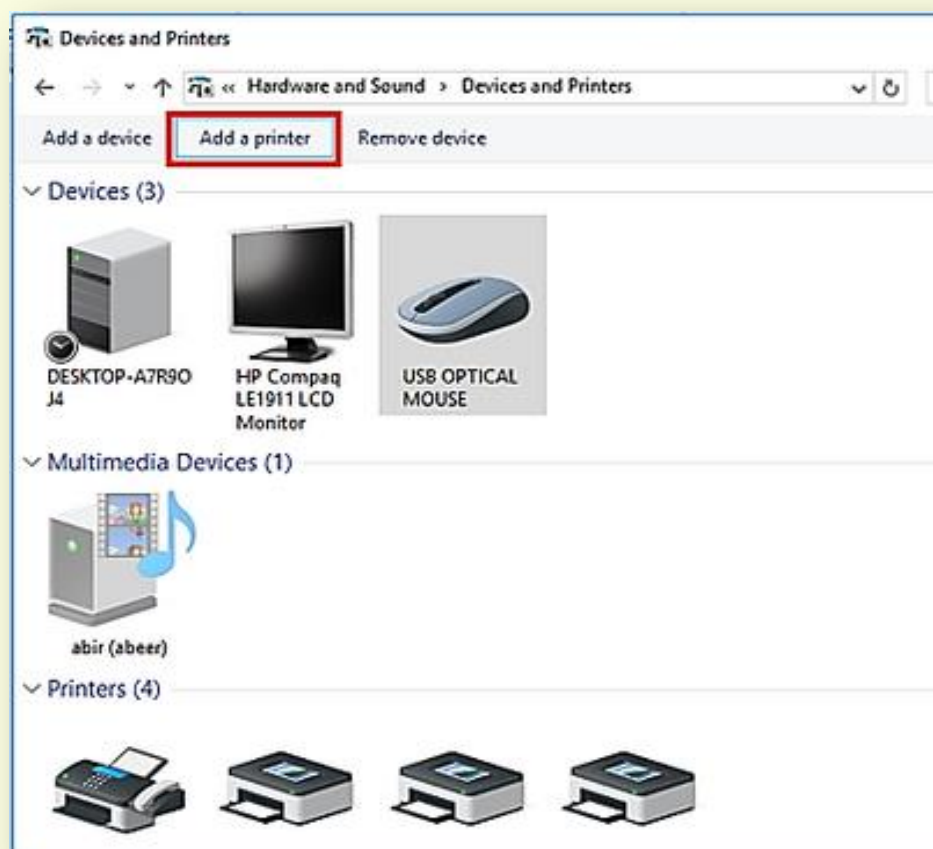 Devices and Printers
« Hardware and Sound > Devices and Printers
Add a device Add a printer Remove device
Devices (3)
DESKTOP-A7R9O
J4
HP Compaq
LE1911 LCD
Monitor
USB OPTICAL
MOUSE
Multimedia Devices (1)
abir (abeer)
Printers (4)